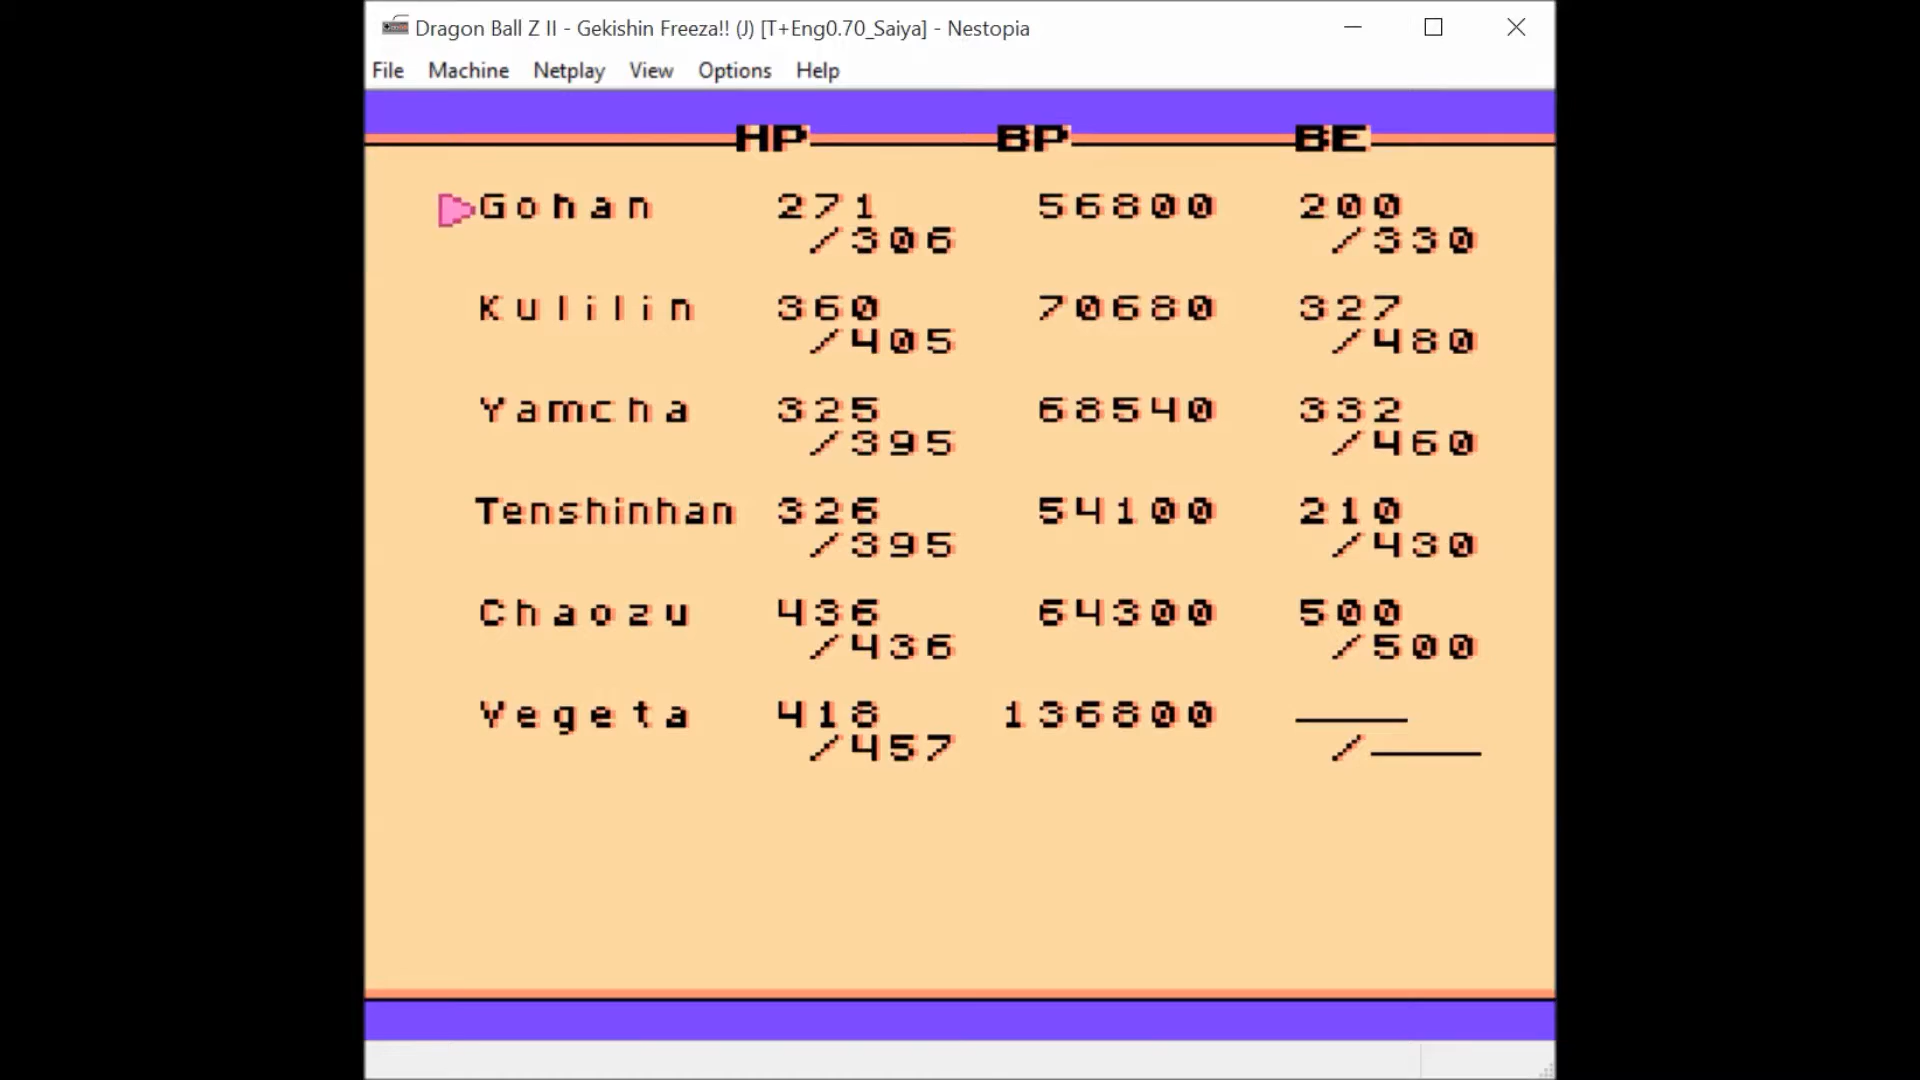 Dragon Ball Z II - Gekishin Freeza!! (J) [T+Eng0.70_Saiya] - Nestopia
File Machine Netplay View Options Help
HP BP BE
Gohan 271 56800 200
/306 /330
Kulilin 360 70680 327
/405 /480
Yamcha 325 68540 332
/395 /460
Tenshinhan 326 54100 210
/395 /430
Chaozu 436 64300 500
/436 /500
Vegeta 418 136800 ___
/457 /___